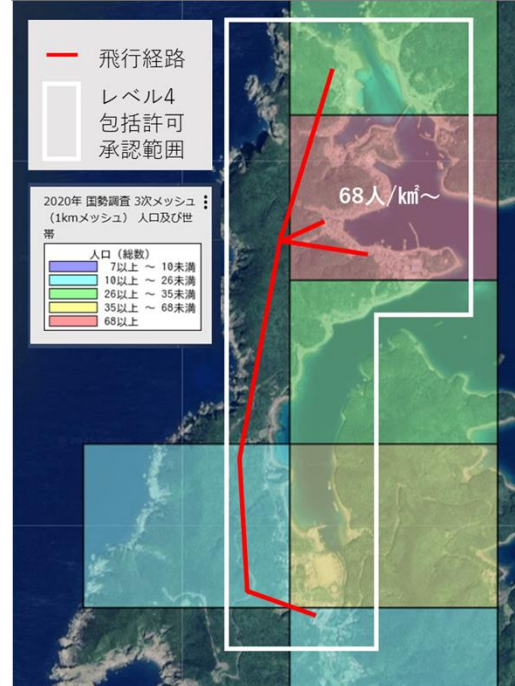 飛行経路
レベル4
包括許可
承認範囲
2020年 国勢調査 3次メッシュ
（1kmメッシュ） 人口及び世
帯
人口（総数）
7以上 ～ 10未満
10以上 ～ 26未満
26以上 ～ 35未満
35以上 ～ 68未満
68以上
68人/k㎡～